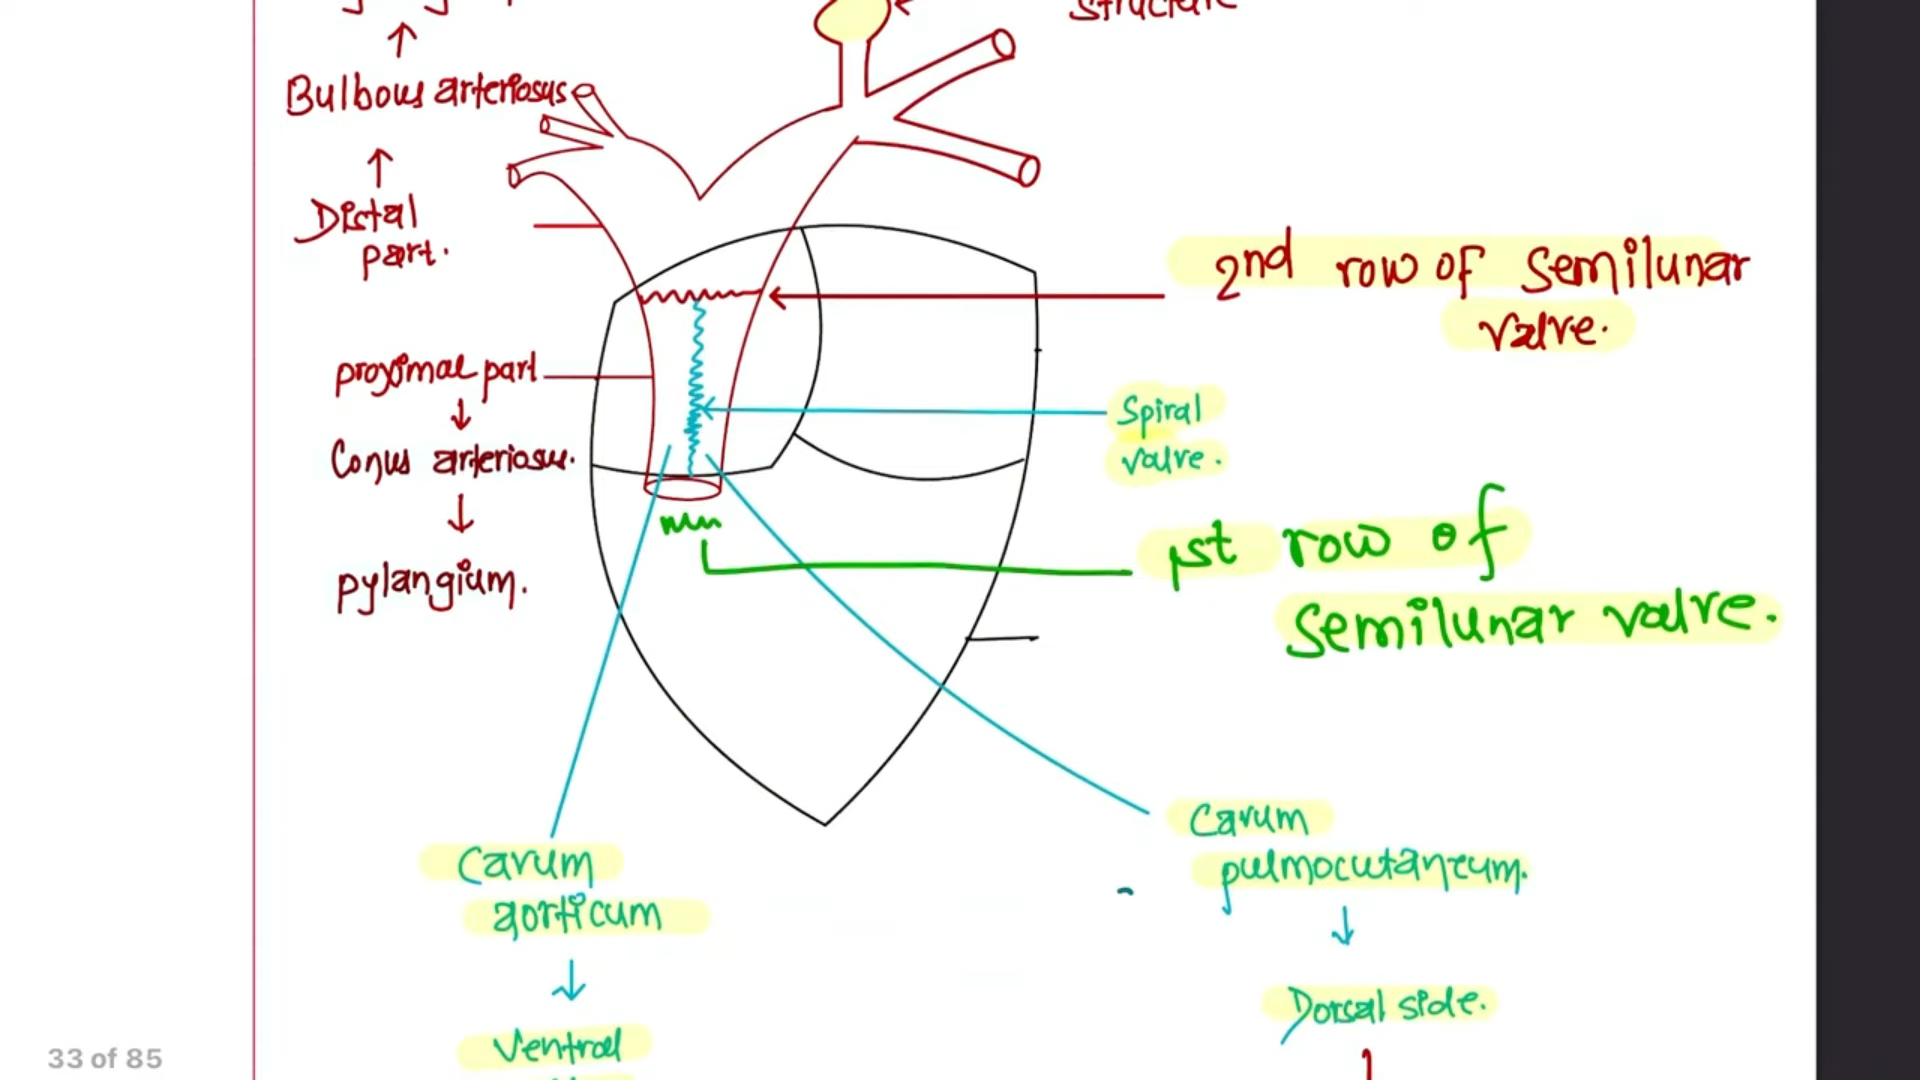 structure
Bulbous arteriosus
Distal
part.
2nd row of semilunar
valve.
proximal part
Conus arteriosus.
pylangium.
Spiral
valve.
1st row of
semilunar valve.
Cavum
aorticum
Ventral
Cavum
pulmocutaneum.
Dorsal side.
33 of 85